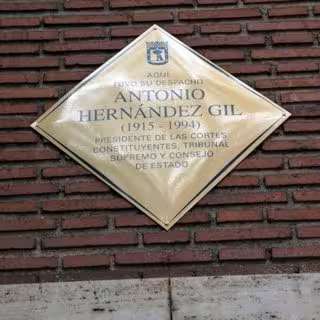 AQUÍ
TUVO SU DESPACHO
ANTONIO
HERNÁNDEZ GIL
(1915 - 1994)
PRESIDENTE DE LAS CORTES
CONSTITUYENTES, TRIBUNAL
SUPREMO Y CONSEJO
DE ESTADO